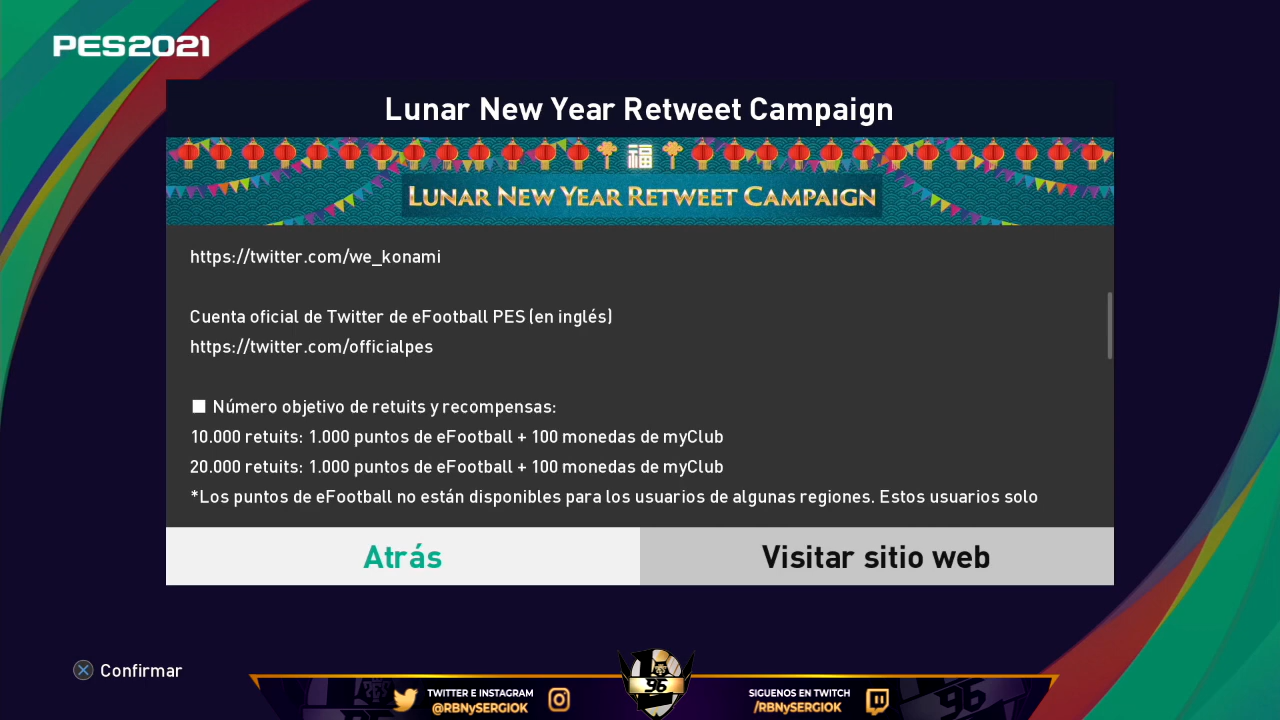 PES2021
Lunar New Year Retweet Campaign
福
LUNAR NEW YEAR RETWEET CAMPAIGN
https://twitter.com/we_konami
Cuenta oficial de Twitter de eFootball PES (en inglés)
https://twitter.com/officialpes
■ Número objetivo de retuits y recompensas:
10.000 retuits: 1.000 puntos de eFootball + 100 monedas de myClub
20.000 retuits: 1.000 puntos de eFootball + 100 monedas de myClub
*Los puntos de eFootball no están disponibles para los usuarios de algunas regiones. Estos usuarios solo
Atrás
Visitar sitio web
Confirmar
TWITTER E INSTAGRAM
@RBNySERGIOK
96
SIGUENOS EN TWITCH
/RBNySERGIOK
96